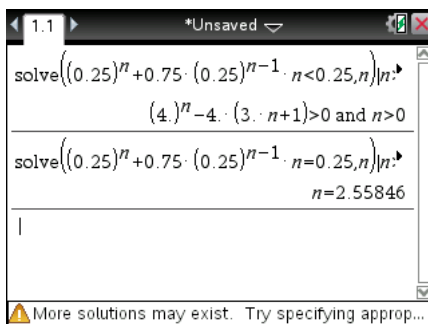 1.1 *Unsaved
solve((0.25)^n+0.75·(0.25)^{n-1}·n<0.25,n)|n:
(4.)^n-4.·(3.·n+1)>0 and n>0
solve((0.25)^n+0.75·(0.25)^{n-1}·n=0.25,n)|n:
n=2.55846
More solutions may exist. Try specifying approp...